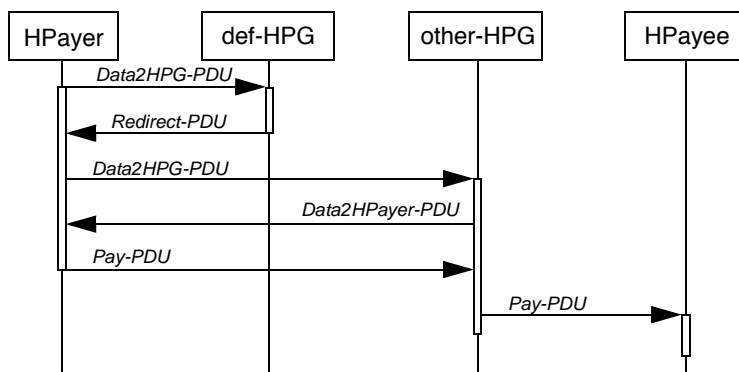 HPayer
def-HPG
other-HPG
HPayee
Data2HPG-PDU
Redirect-PDU
Data2HPG-PDU
Data2HPayer-PDU
Pay-PDU
Pay-PDU